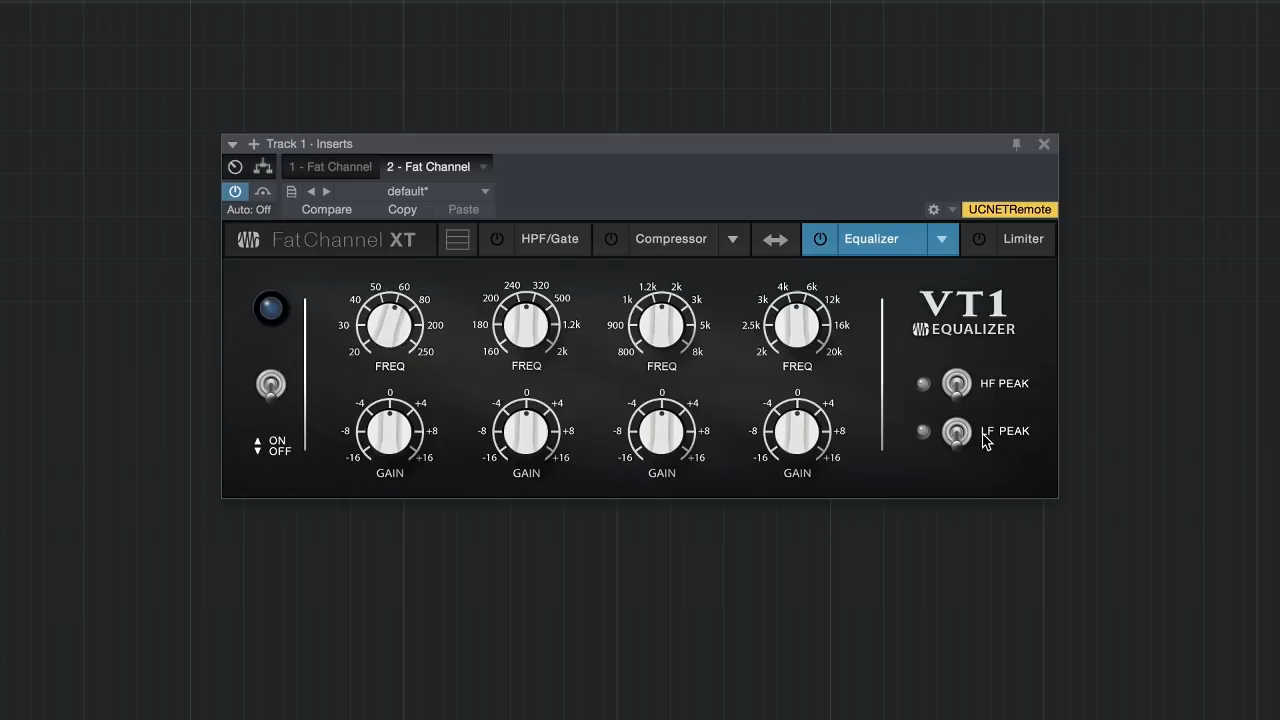 Track 1 · Inserts
1 - Fat Channel 2 - Fat Channel
default*
Auto: Off Compare Copy Paste UCNETRemote
FatChannel XT HPF/Gate Compressor Equalizer Limiter
20 30 40 50 60 80 200 250
FREQ
160 180 200 240 320 500 1.2k 2k
FREQ
800 900 1k 1.2k 2k 3k 5k 8k
FREQ
2k 2.5k 3k 4k 6k 12k 16k 20k
FREQ
VT1
EQUALIZER
-16 -8 -4 0 +4 +8 +16
GAIN
-16 -8 -4 0 +4 +8 +16
GAIN
-16 -8 -4 0 +4 +8 +16
GAIN
-16 -8 -4 0 +4 +8 +16
GAIN
HF PEAK
LF PEAK
ON
OFF